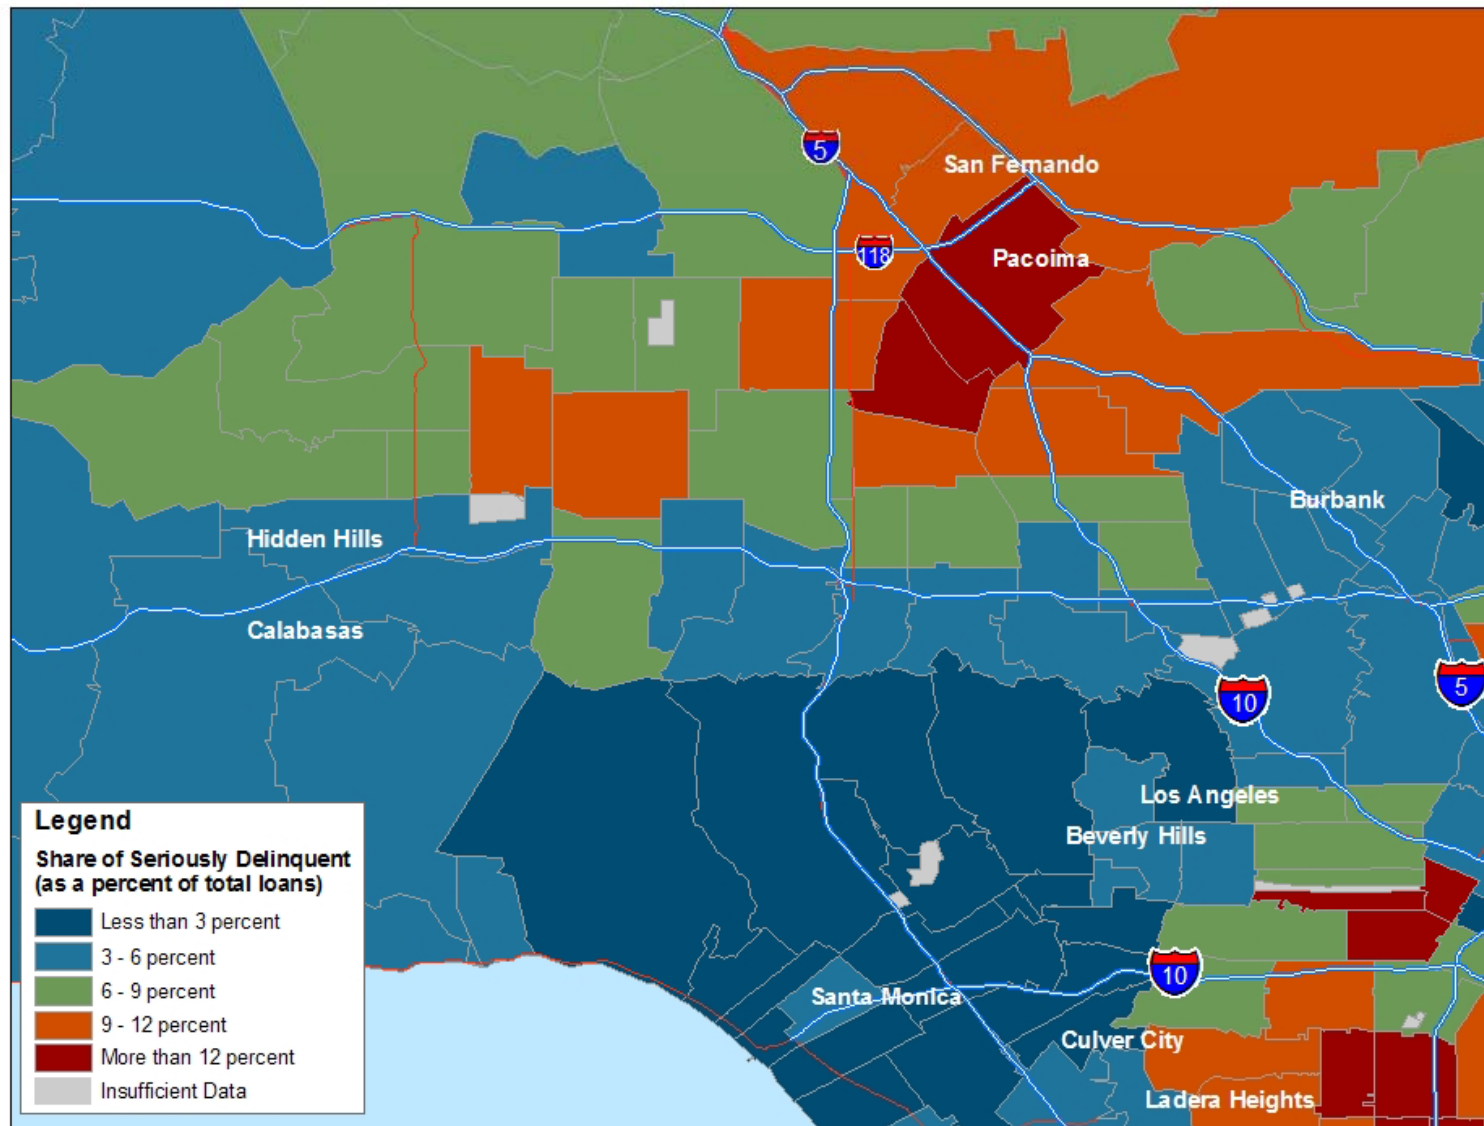 5
San Fernando
118
Pacoima
Burbank
Hidden Hills
Calabasas
5
10
Los Angeles
Beverly Hills
10
Santa Monica
Culver City
Ladera Heights
Legend
Share of Seriously Delinquent
(as a percent of total loans)
Less than 3 percent
3 - 6 percent
6 - 9 percent
9 - 12 percent
More than 12 percent
Insufficient Data